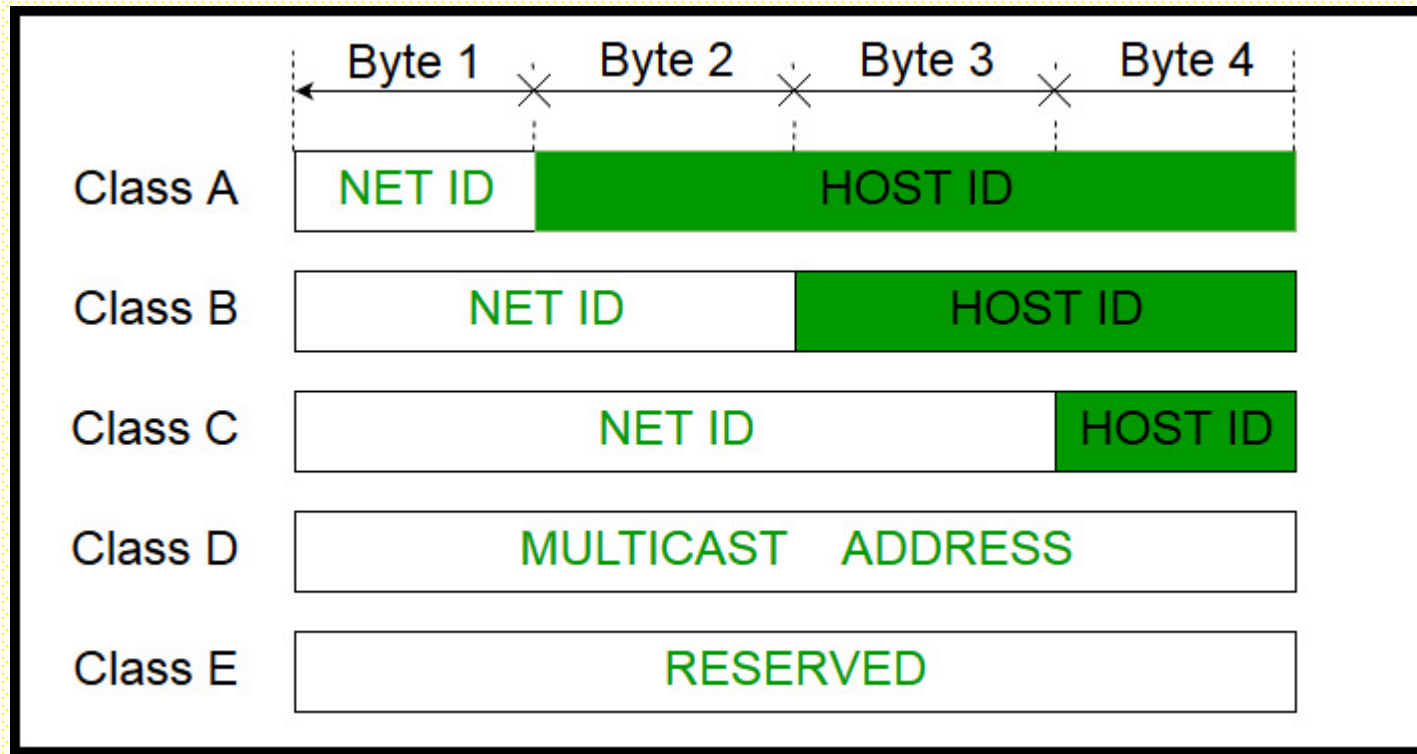 Byte 1 Byte 2 Byte 3 Byte 4
Class A NET ID HOST ID
Class B NET ID HOST ID
Class C NET ID HOST ID
Class D MULTICAST ADDRESS
Class E RESERVED